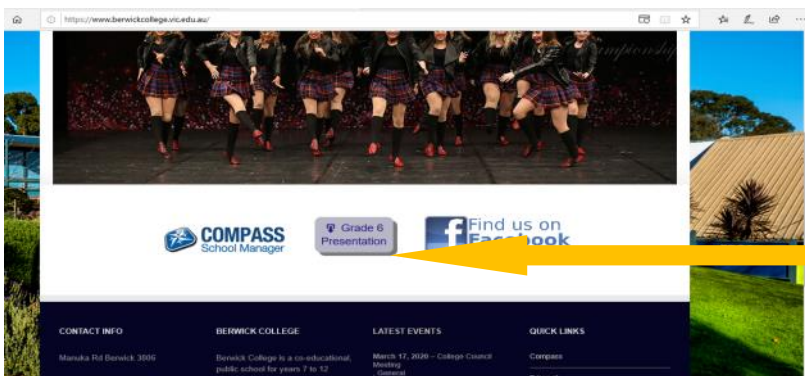 https://www.berwickcollege.vic.edu.au/
ampionship
COMPASS
School Manager
Grade 6
Presentation
f Find us on
Facebook
CONTACT INFO
Manuka Rd Berwick 3806
BERWICK COLLEGE
Berwick College is a co-educational,
public school for years 7 to 12
LATEST EVENTS
March 17, 2020 – College Council
Meeting
, General
QUICK LINKS
Compass